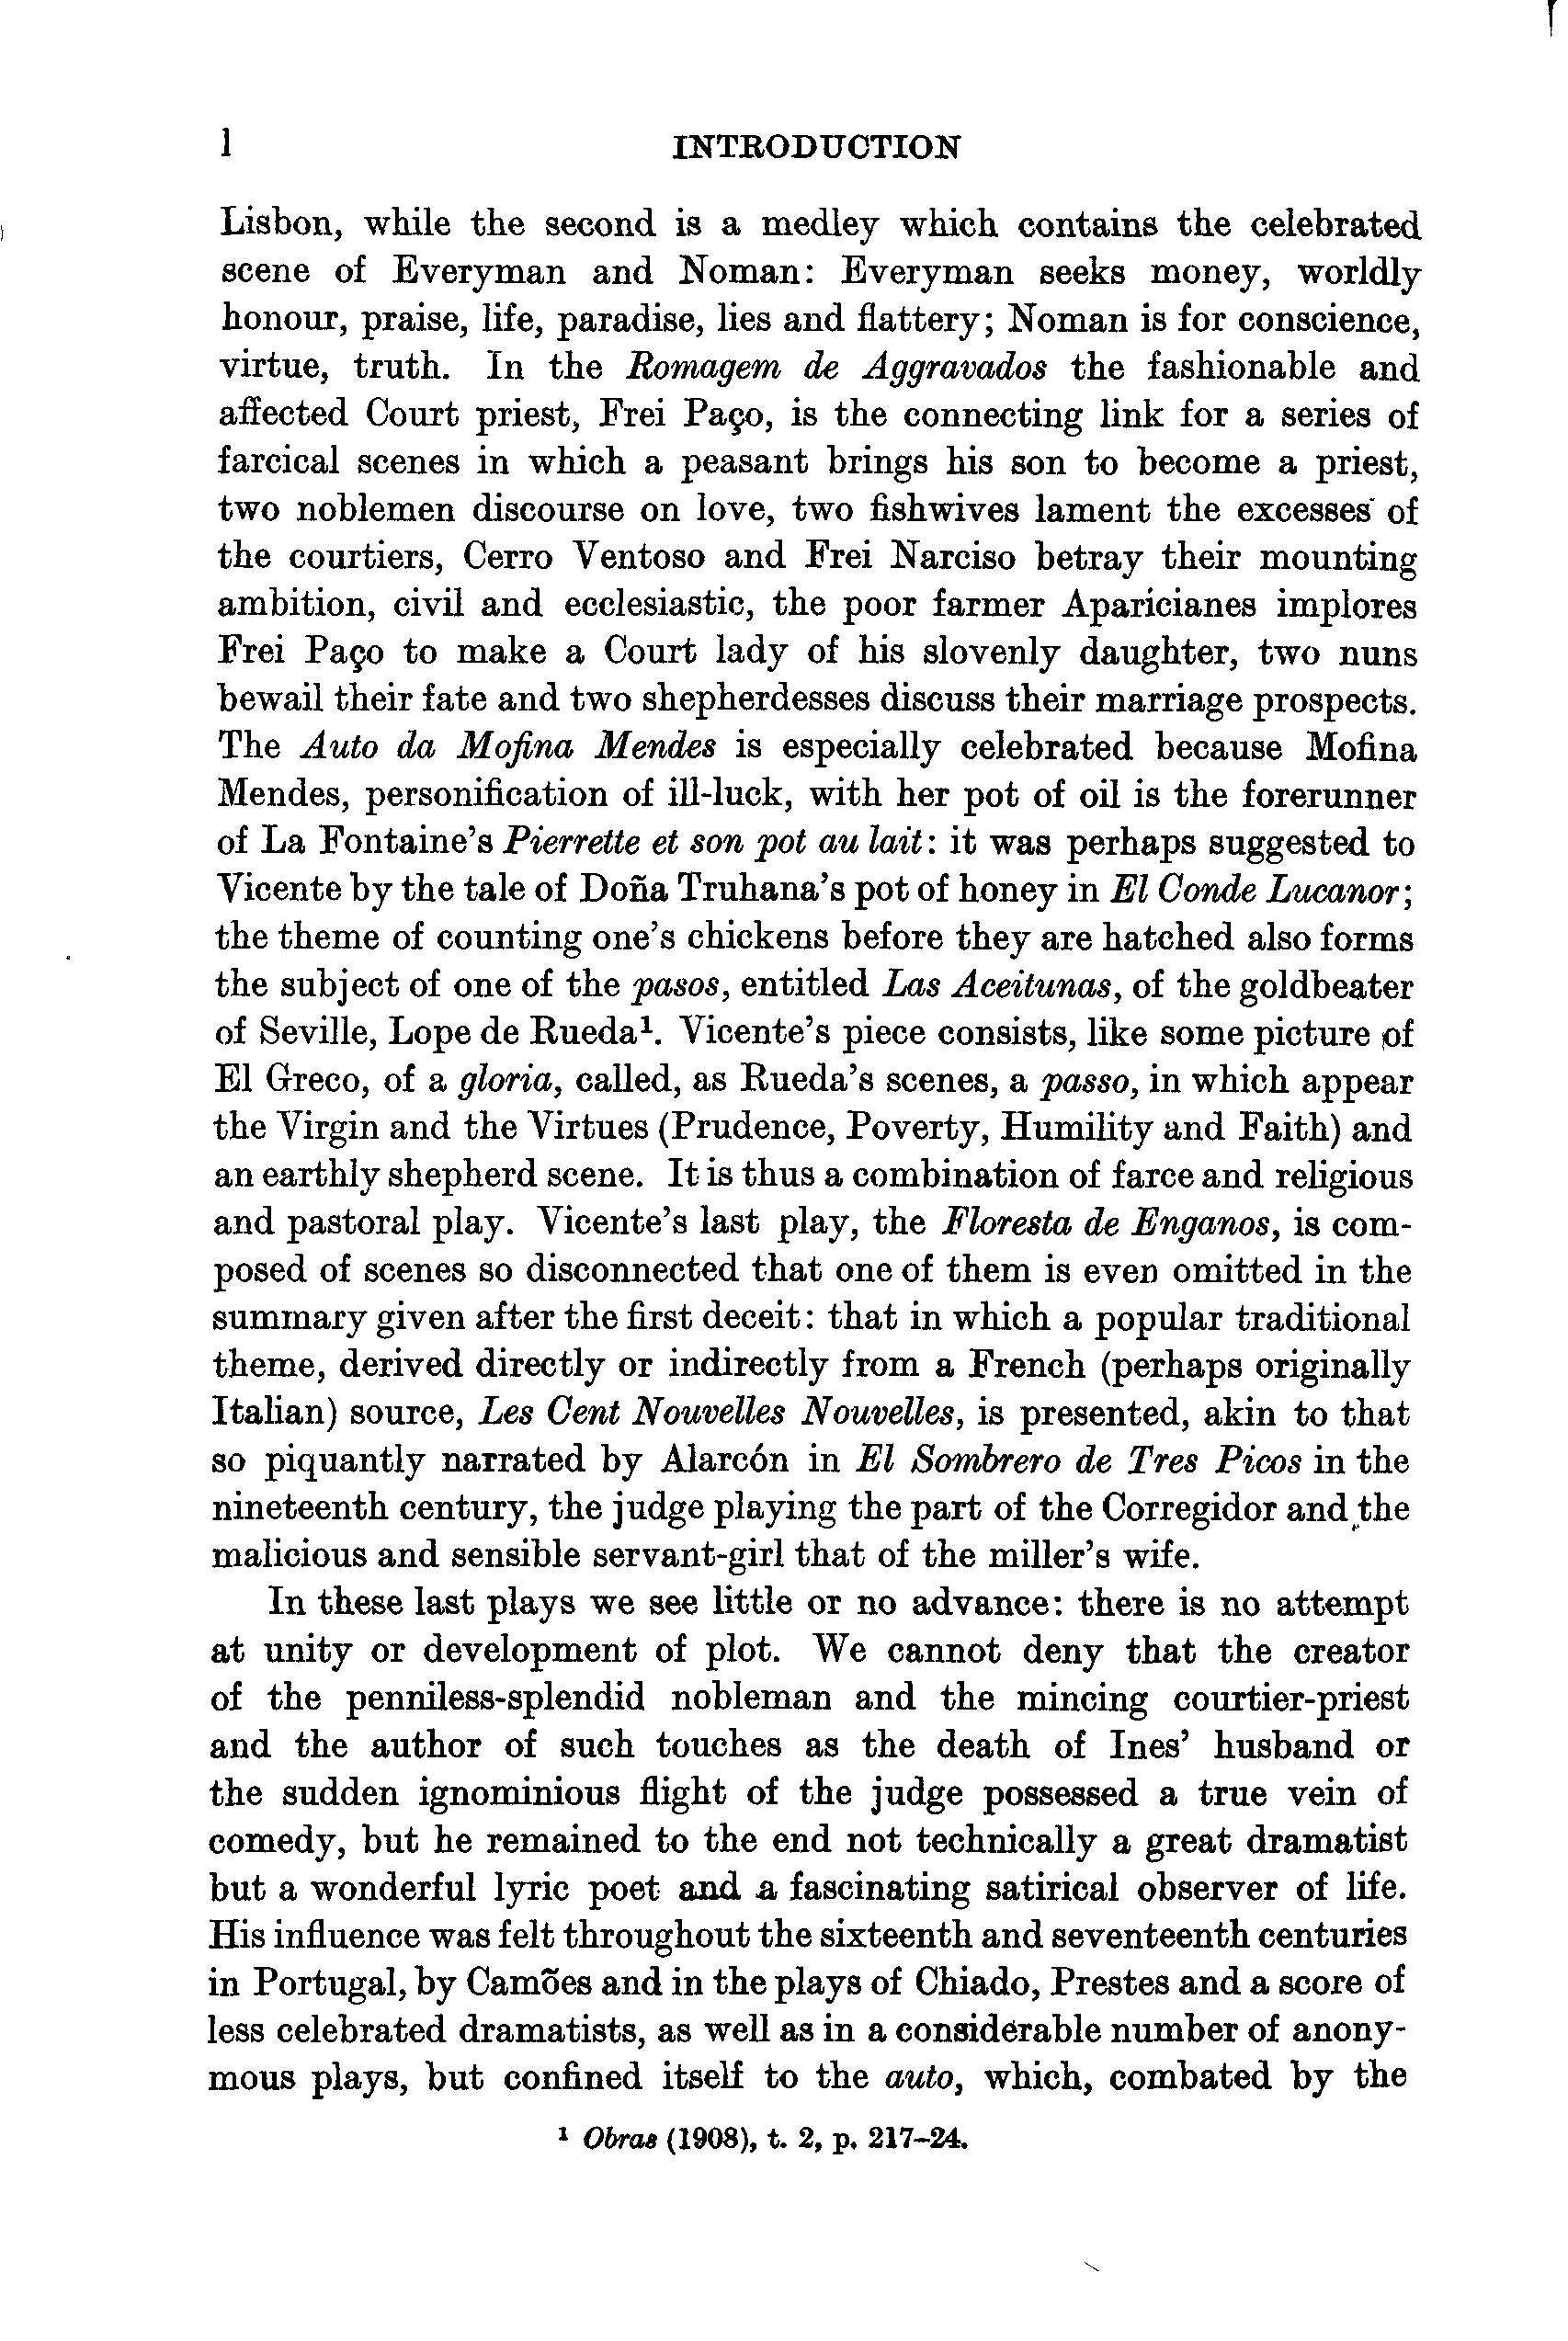 l INTRODUCTION
Lisbon, while the second is a medley which contains the celebrated
scene of Everyman and Noman: Everyman seeks money, worldly
honour, praise, life, paradise, lies and flattery; Noman is for conscience,
virtue, truth. In the Romagem de Aggravados the fashionable and
affected Court priest, Frei Paço, is the connecting link for a series of
farcical scenes in which a peasant brings his son to become a priest,
two noblemen discourse on love, two fishwives lament the excesses of
the courtiers, Cerro Ventoso and Frei Narciso betray their mounting
ambition, civil and ecclesiastic, the poor farmer Aparicianes implores
Frei Paço to make a Court lady of his slovenly daughter, two nuns
bewail their fate and two shepherdesses discuss their marriage prospects.
The Auto da Mofina Mendes is especially celebrated because Mofina
Mendes, personification of ill-luck, with her pot of oil is the forerunner
of La Fontaine's Pierrette et son pot au lait: it was perhaps suggested to
Vicente by the tale of Doña Truhana's pot of honey in El Conde Lucanor;
the theme of counting one's chickens before they are hatched also forms
the subject of one of the pasos, entitled Las Aceitunas, of the goldbeater
of Seville, Lope de Rueda¹. Vicente's piece consists, like some picture of
El Greco, of a gloria, called, as Rueda's scenes, a passo, in which appear
the Virgin and the Virtues (Prudence, Poverty, Humility and Faith) and
an earthly shepherd scene. It is thus a combination of farce and religious
and pastoral play. Vicente's last play, the Floresta de Enganos, is com-
posed of scenes so disconnected that one of them is even omitted in the
summary given after the first deceit: that in which a popular traditional
theme, derived directly or indirectly from a French (perhaps originally
Italian) source, Les Cent Nouvelles Nouvelles, is presented, akin to that
so piquantly narrated by Alarcón in El Sombrero de Tres Picos in the
nineteenth century, the judge playing the part of the Corregidor and the
malicious and sensible servant-girl that of the miller's wife.
In these last plays we see little or no advance: there is no attempt
at unity or development of plot. We cannot deny that the creator
of the penniless-splendid nobleman and the mincing courtier-priest
and the author of such touches as the death of Ines' husband or
the sudden ignominious flight of the judge possessed a true vein of
comedy, but he remained to the end not technically a great dramatist
but a wonderful lyric poet and a fascinating satirical observer of life.
His influence was felt throughout the sixteenth and seventeenth centuries
in Portugal, by Camões and in the plays of Chiado, Prestes and a score of
less celebrated dramatists, as well as in a considerable number of anony-
mous plays, but confined itself to the auto, which, combated by the
¹ Obras (1908), t. 2, p. 217–24.